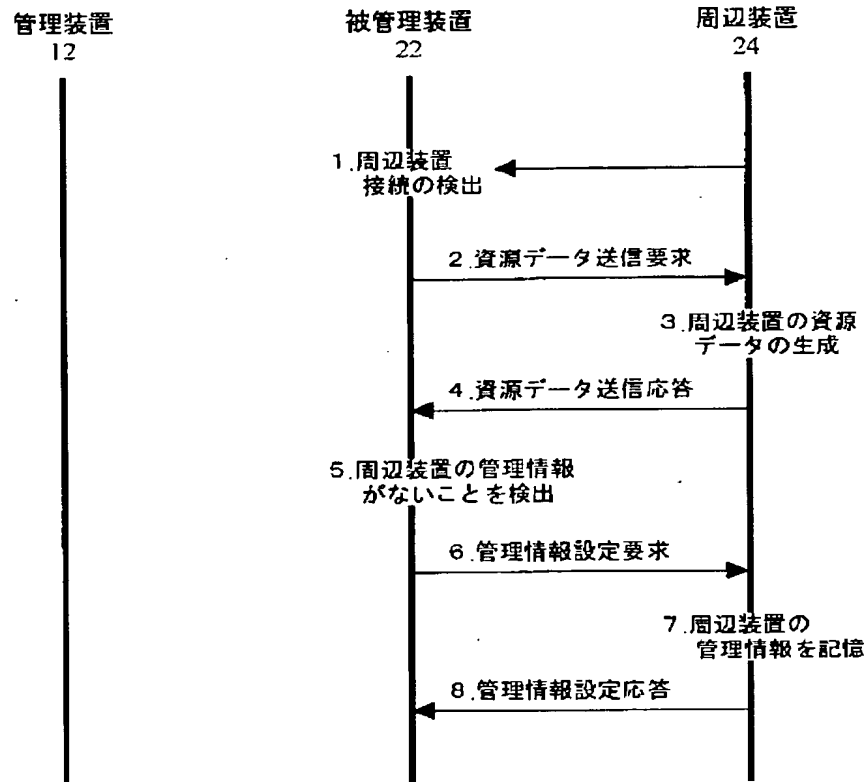 管理装置
12
被管理装置
22
周辺装置
24
1.周辺装置
接続の検出
2.資源データ送信要求
3.周辺装置の資源
データの生成
4.資源データ送信応答
5.周辺装置の管理情報
がないことを検出
6.管理情報設定要求
7.周辺装置の
管理情報を記憶
8.管理情報設定応答